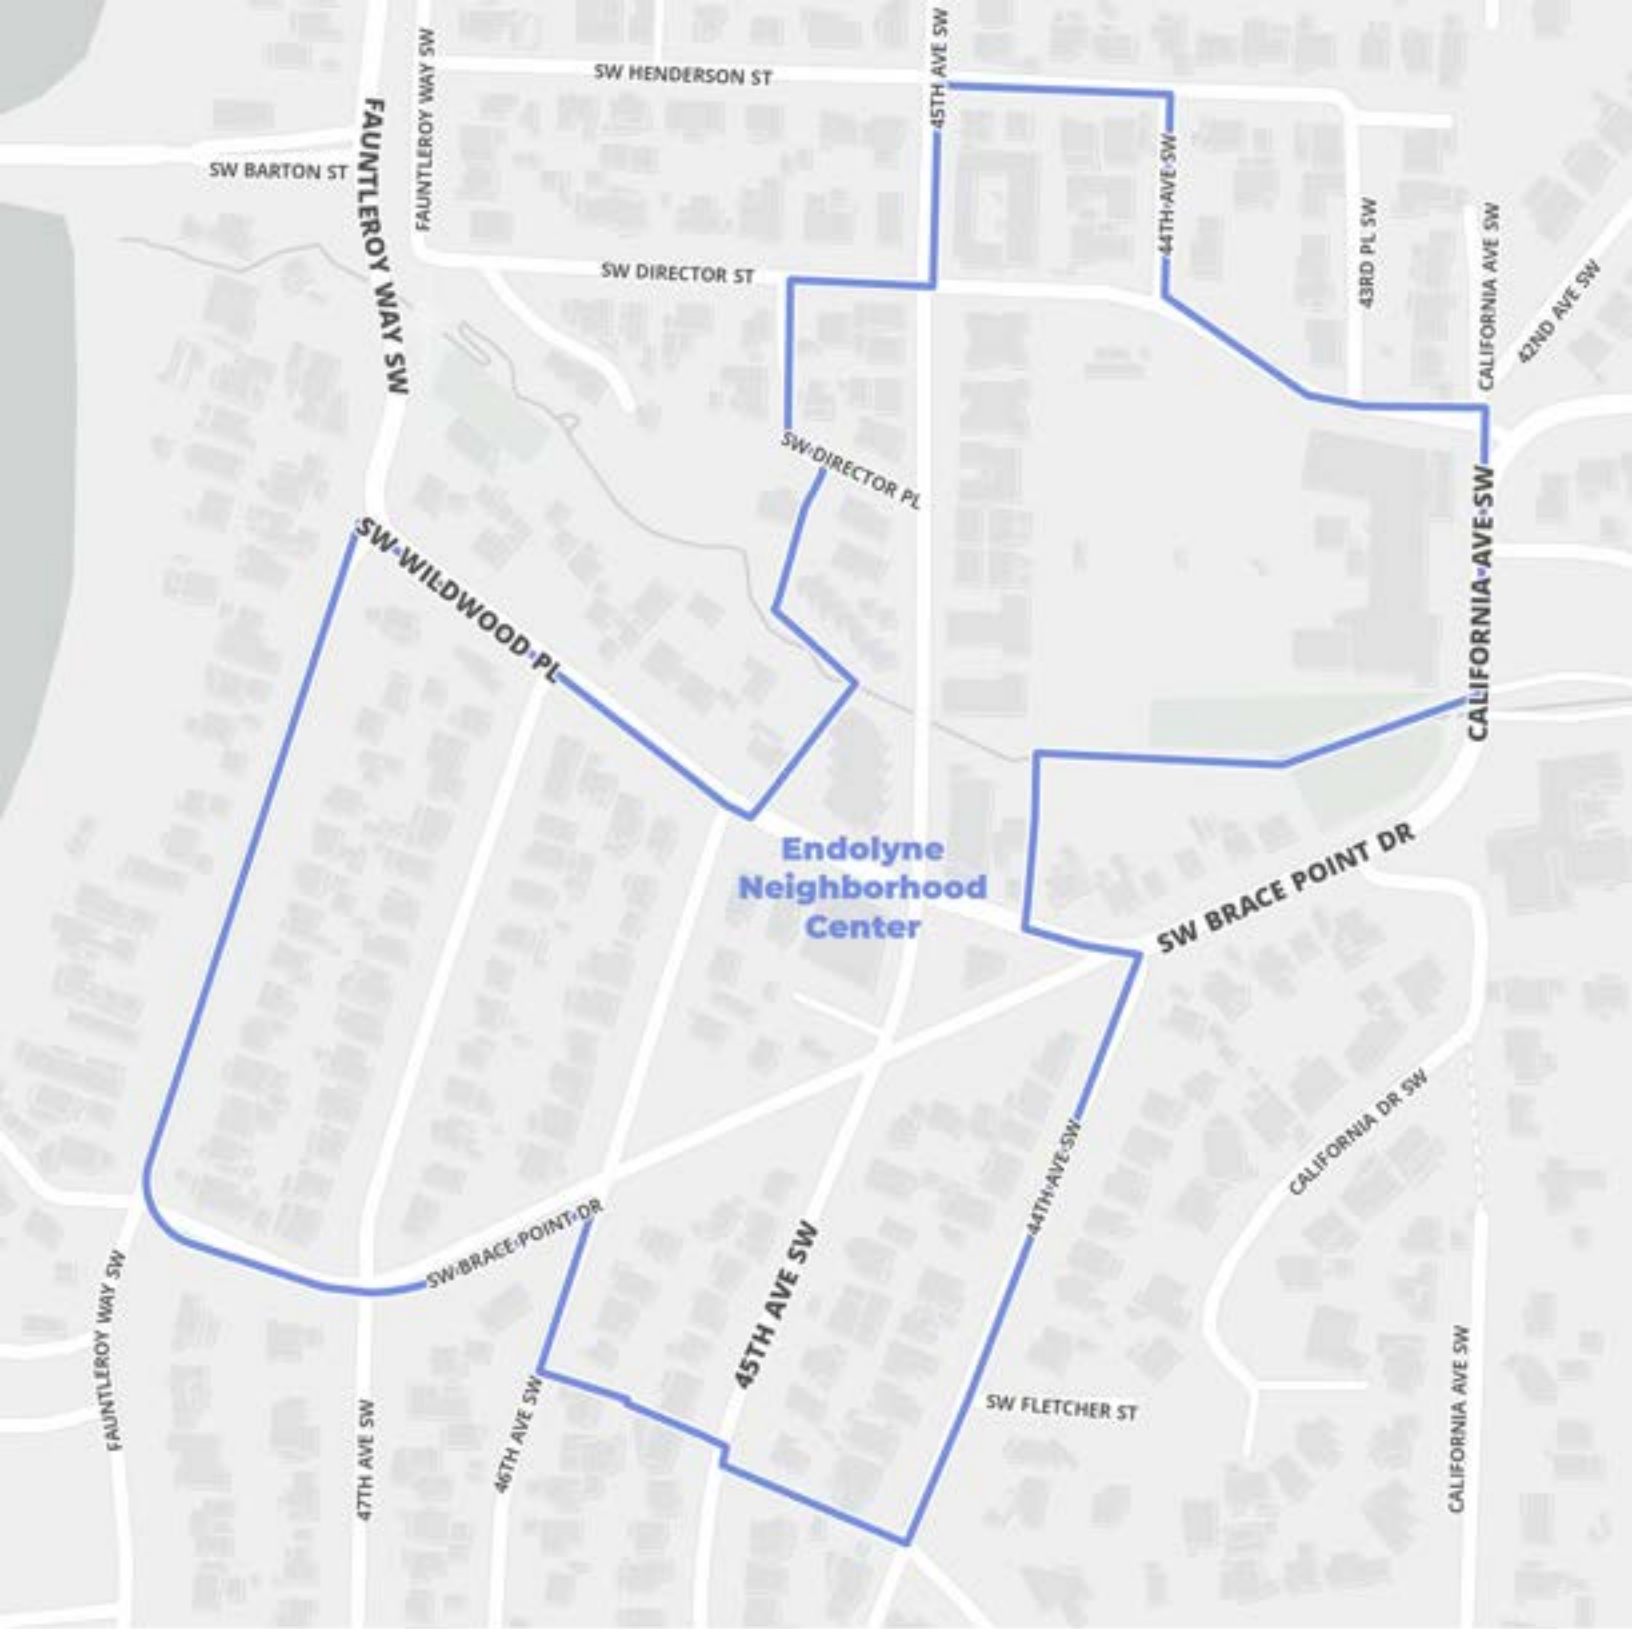 45TH AVE SW
FAUNTLEROY WAY SW
SW HENDERSON ST
FAUNTLEROY WAY SW
SW BARTON ST
44TH AVE SW
43RD PL SW
CALIFORNIA AVE SW
42ND AVE SW
SW DIRECTOR ST
SW DIRECTOR PL
SW WILDWOOD PL
CALIFORNIA AVE SW
Endolyne
Neighborhood
Center
SW BRACE POINT DR
CALIFORNIA DR SW
44TH AVE SW
SW BRACE POINT DR
45TH AVE SW
FAUNTLEROY WAY SW
47TH AVE SW
46TH AVE SW
SW FLETCHER ST
CALIFORNIA AVE SW